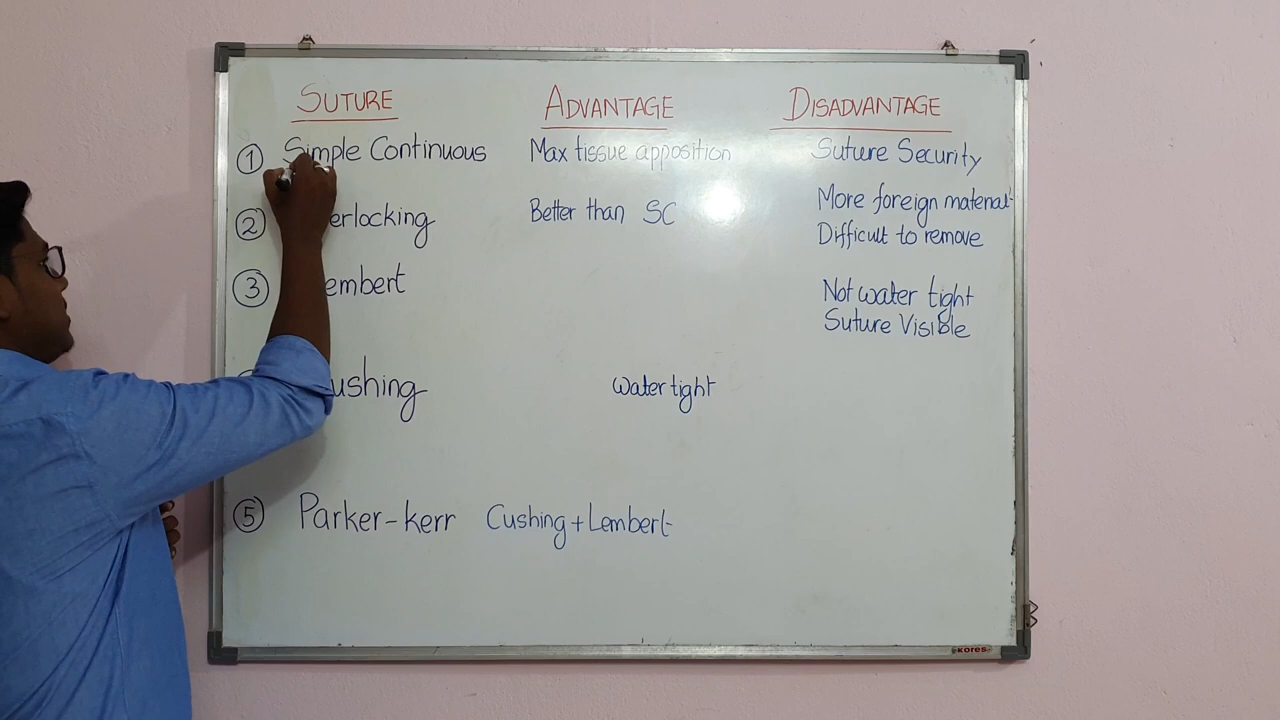 SUTURE ADVANTAGE DISADVANTAGE
① Simple Continuous Max tissue apposition Suture Security
② erlocking Better than SC More foreign material
Difficult to remove
③ embert Not water tight
Suture Visible
ushing water tight
⑤ Parker-kerr Cushing + Lembert
KORES